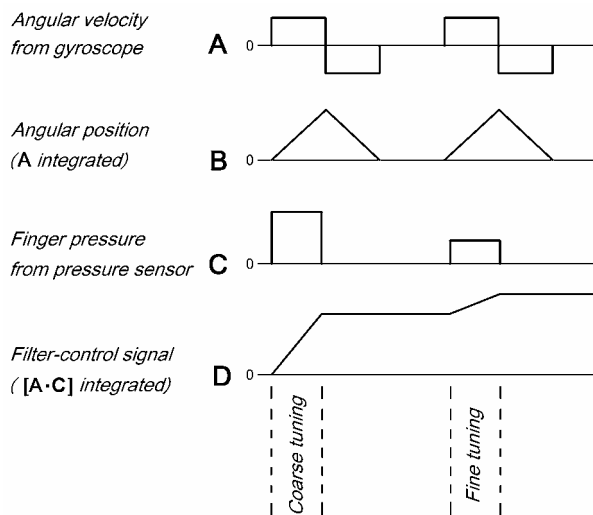 Angular velocity
from gyroscope
A
0
Angular position
(A integrated)
B
0
Finger pressure
from pressure sensor
C
0
Filter-control signal
( [A·C] integrated)
D
0
Coarse tuning
Fine tuning